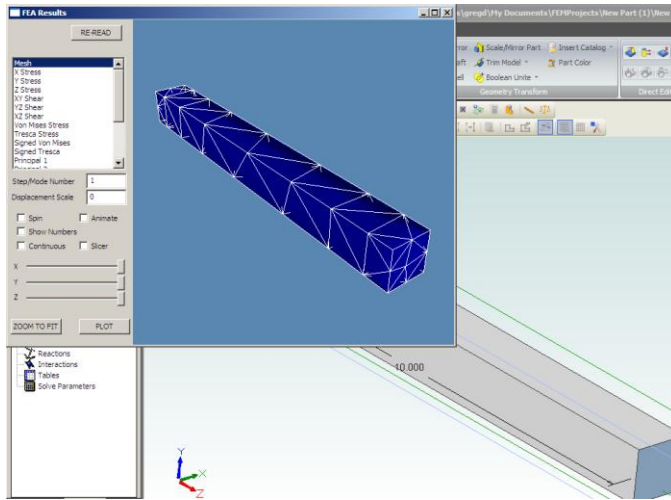 FEA Results
s\gregd\My Documents\FEMProjects\New Part (1)\New
RE-READ
Mesh
X Stress
Y Stress
Z Stress
XY Shear
YZ Shear
XZ Shear
Von Mises Stress
Tresca Stress
Signed Von Mises
Signed Tresca
Principal 1
Scale/Mirror Part
Insert Catalog
Trim Model
Part Color
Boolean Unite
Geometry Transform
Direct Edi
Step/Mode Number
1
Displacement Scale
0
Spin
Animate
Show Numbers
Continuous
Slicer
X
Y
Z
ZOOM TO FIT
PLOT
Reactions
Interactions
Tables
Solve Parameters
10.000
Y
X
Z